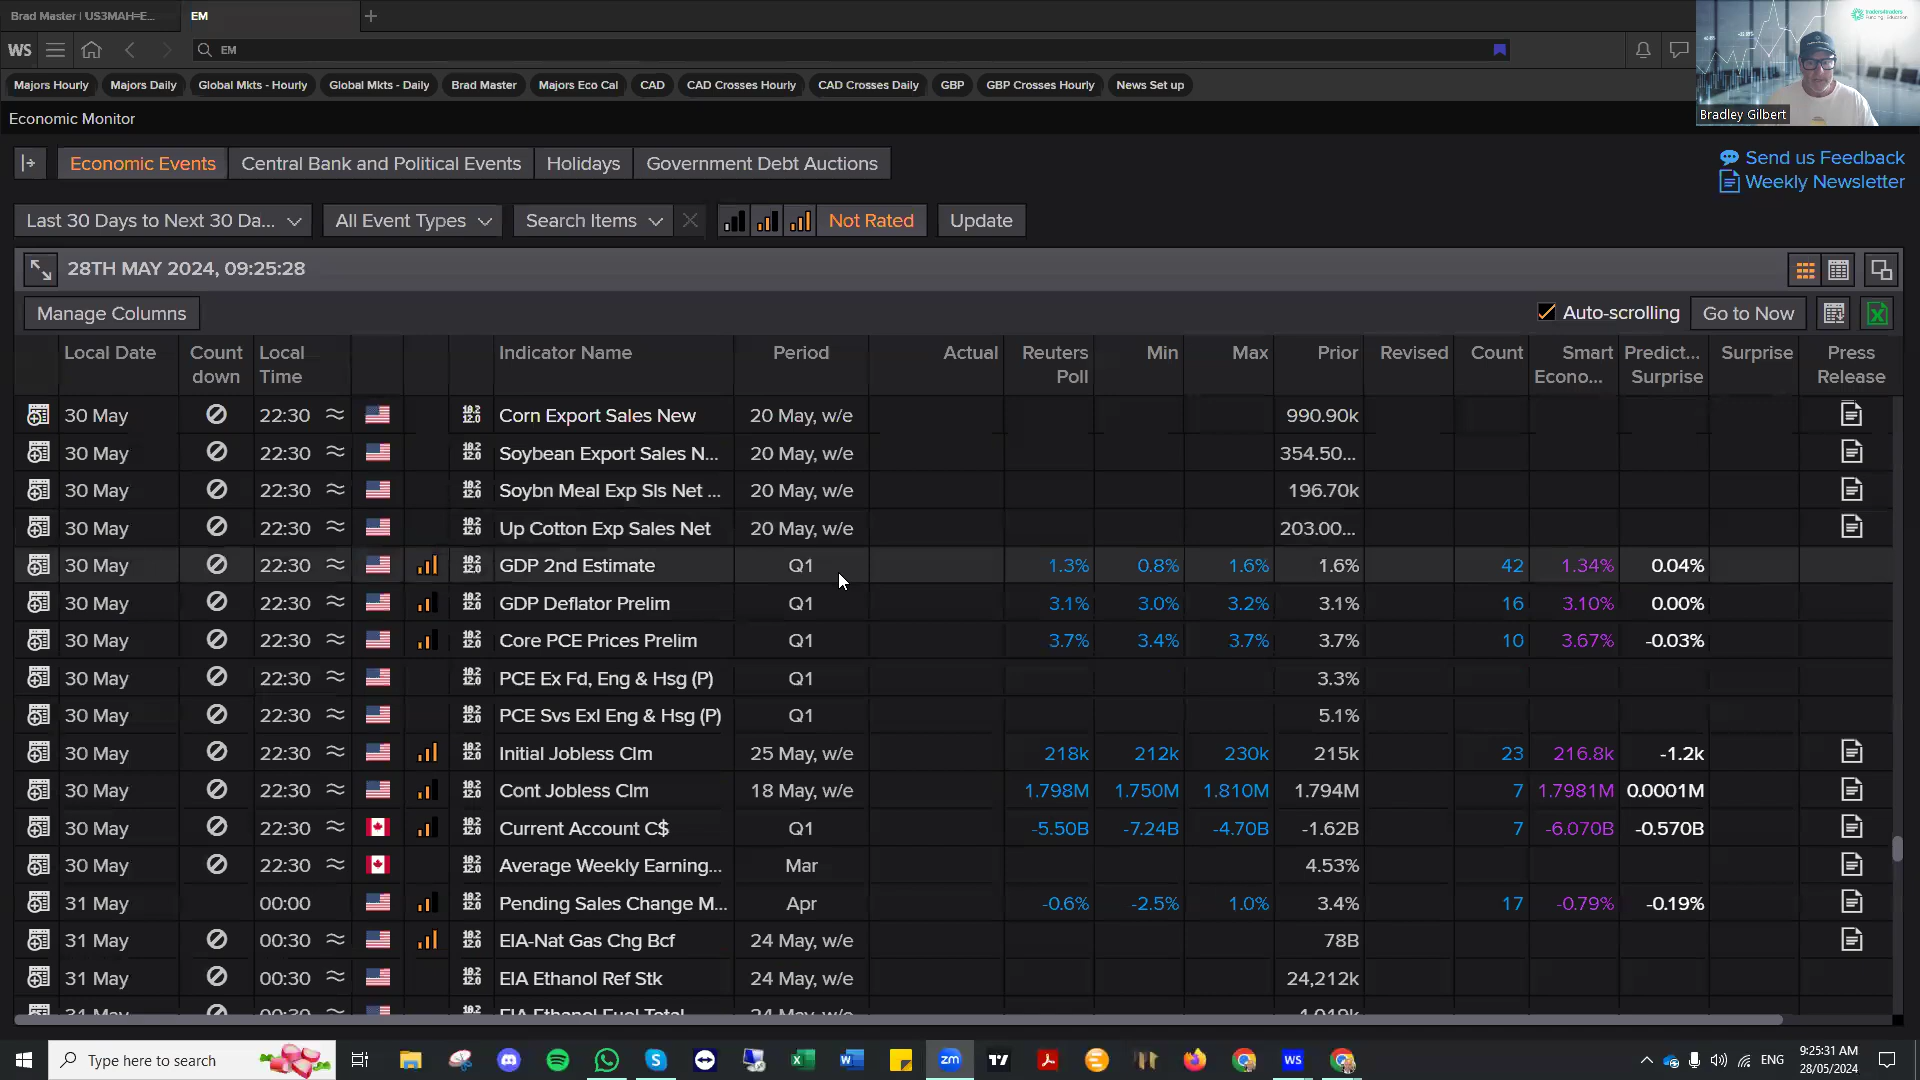 Brad Master | US3MAH=E...
EM
WS
EM
traders4traders
Funding. Education
Majors Hourly
Majors Daily
Global Mkts - Hourly
Global Mkts - Daily
Brad Master
Majors Eco Cal
CAD
CAD Crosses Hourly
CAD Crosses Daily
GBP
GBP Crosses Hourly
News Set up
Bradley Gilbert
Economic Monitor
Economic Events
Central Bank and Political Events
Holidays
Government Debt Auctions
Send us Feedback
Weekly Newsletter
Last 30 Days to Next 30 Da...
All Event Types
Search Items
Not Rated
Update
28TH MAY 2024, 09:25:28
Manage Columns
Auto-scrolling
Go to Now
Local Date Count down Local Time Indicator Name Period Actual Reuters Poll Min Max Prior Revised Count Smart Econo... Predict... Surprise Surprise Press Release
30 May 22:30 Corn Export Sales New 20 May, w/e 990.90k
30 May 22:30 Soybean Export Sales N... 20 May, w/e 354.50...
30 May 22:30 Soybn Meal Exp Sls Net ... 20 May, w/e 196.70k
30 May 22:30 Up Cotton Exp Sales Net 20 May, w/e 203.00...
30 May 22:30 GDP 2nd Estimate Q1 1.3% 0.8% 1.6% 1.6% 42 1.34% 0.04%
30 May 22:30 GDP Deflator Prelim Q1 3.1% 3.0% 3.2% 3.1% 16 3.10% 0.00%
30 May 22:30 Core PCE Prices Prelim Q1 3.7% 3.4% 3.7% 3.7% 10 3.67% -0.03%
30 May 22:30 PCE Ex Fd, Eng & Hsg (P) Q1 3.3%
30 May 22:30 PCE Svs Exl Eng & Hsg (P) Q1 5.1%
30 May 22:30 Initial Jobless Clm 25 May, w/e 218k 212k 230k 215k 23 216.8k -1.2k
30 May 22:30 Cont Jobless Clm 18 May, w/e 1.798M 1.750M 1.810M 1.794M 7 1.7981M 0.0001M
30 May 22:30 Current Account C$ Q1 -5.50B -7.24B -4.70B -1.62B 7 -6.070B -0.570B
30 May 22:30 Average Weekly Earning... Mar 4.53%
31 May 00:00 Pending Sales Change M... Apr -0.6% -2.5% 1.0% 3.4% 17 -0.79% -0.19%
31 May 00:30 EIA-Nat Gas Chg Bcf 24 May, w/e 78B
31 May 00:30 EIA Ethanol Ref Stk 24 May, w/e 24,212k
31 May 00:30 EIA Ethanol Fuel Total 24 May, w/e 1,019k
Type here to search
zm
WS
ENG
9:25:31 AM
28/05/2024